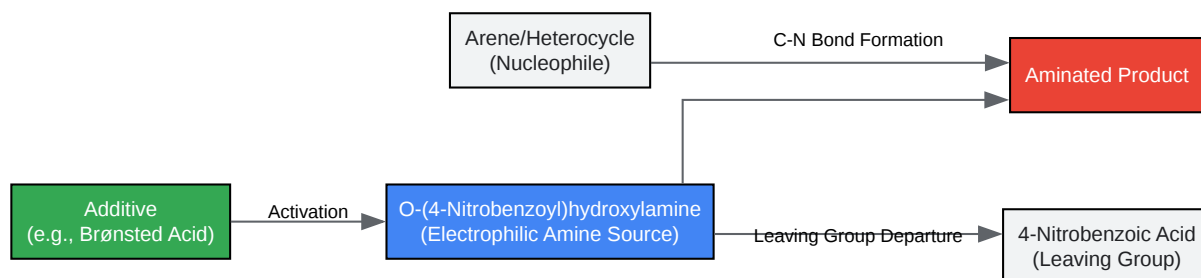 Arene/Heterocycle
(Nucleophile)
C-N Bond Formation
Aminated Product
Additive
(e.g., Brønsted Acid)
Activation
O-(4-Nitrobenzoyl)hydroxylamine
(Electrophilic Amine Source)
Leaving Group Departure
4-Nitrobenzoic Acid
(Leaving Group)